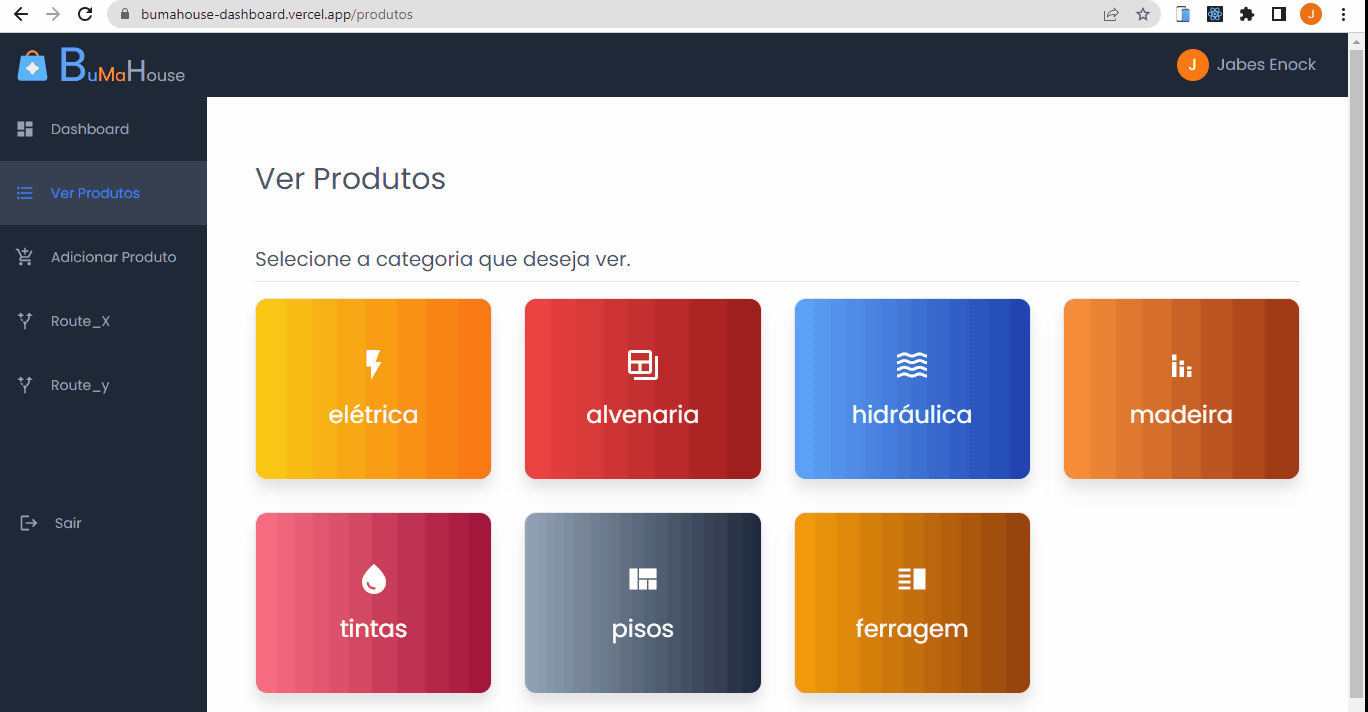 bumahouse-dashboard.vercel.app/produtos
J
BuMaHouse
J Jabes Enock
Dashboard
Ver Produtos
Adicionar Produto
Route_X
Route_y
Sair
Ver Produtos
Selecione a categoria que deseja ver.
elétrica
alvenaria
hidráulica
madeira
tintas
pisos
ferragem